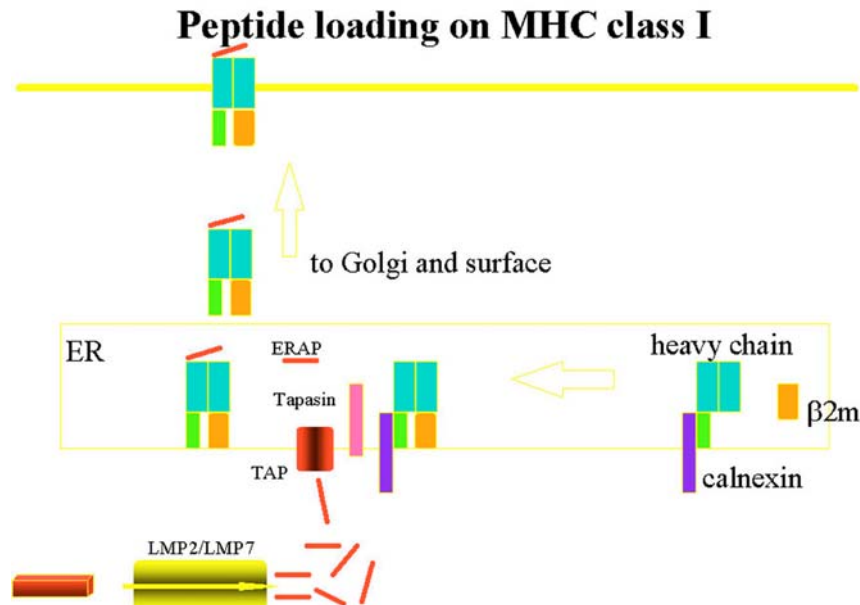 Peptide loading on MHC class I
to Golgi and surface
ER
ERAP
heavy chain
Tapasin
β2m
TAP
calnexin
LMP2/LMP7